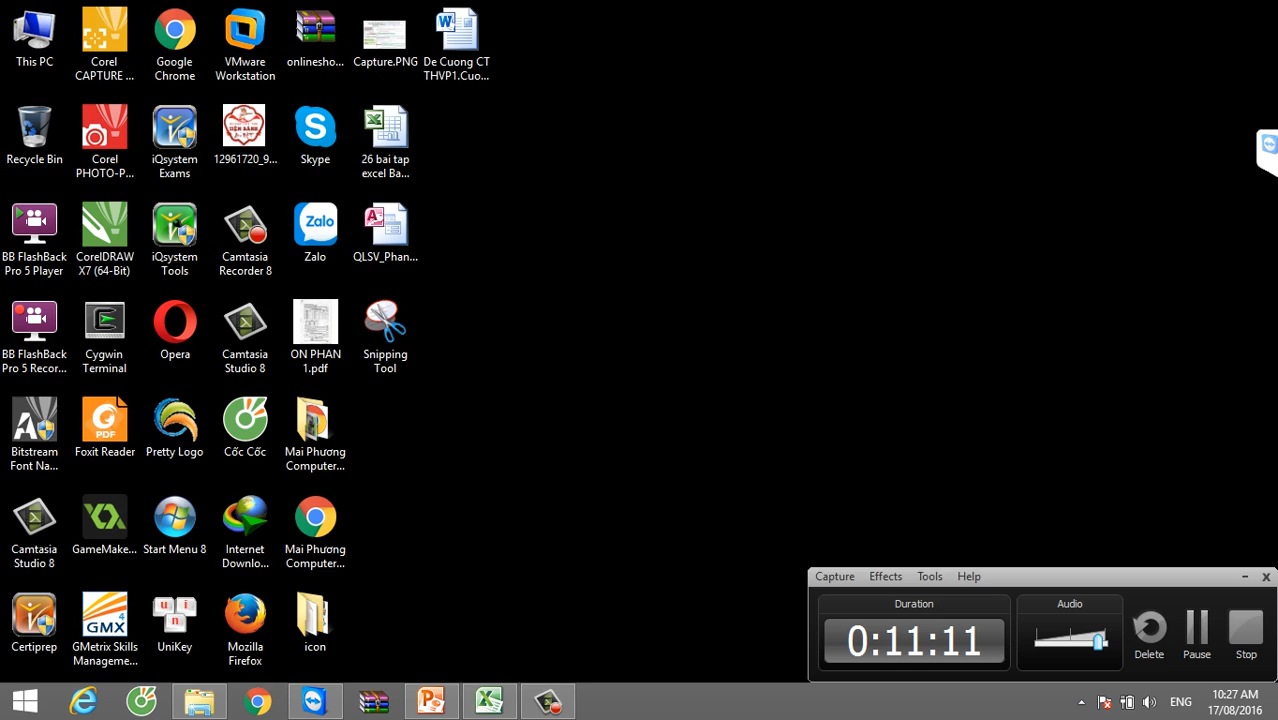 This PC
Corel
CAPTURE ...
Google
Chrome
VMware
Workstation
onlinesho...
Capture.PNG
De Cuong CT
THVP1.Cuo...
Recycle Bin
Corel
PHOTO-P...
iQsystem
Exams
12961720_9...
Skype
26 bai tap
excel Ba...
BB FlashBack
Pro 5 Player
CorelDRAW
X7 (64-Bit)
iQsystem
Tools
Camtasia
Recorder 8
Zalo
Zalo
QLSV_Phan...
BB FlashBack
Pro 5 Recor...
Cygwin
Terminal
Opera
Camtasia
Studio 8
ON PHAN
1.pdf
Snipping
Tool
Bitstream
Font Na...
PDF
Foxit Reader
Pretty Logo
Cốc Cốc
Mai Phương
Computer...
Camtasia
Studio 8
GameMake...
Start Menu 8
Internet
Downlo...
Mai Phương
Computer...
Certiprep
GMX
GMetrix Skills
Manageme...
u i
n
UniKey
Mozilla
Firefox
icon
Capture Effects Tools Help
Duration
0:11:11
Audio
Delete
Pause
Stop
ENG
10:27 AM
17/08/2016